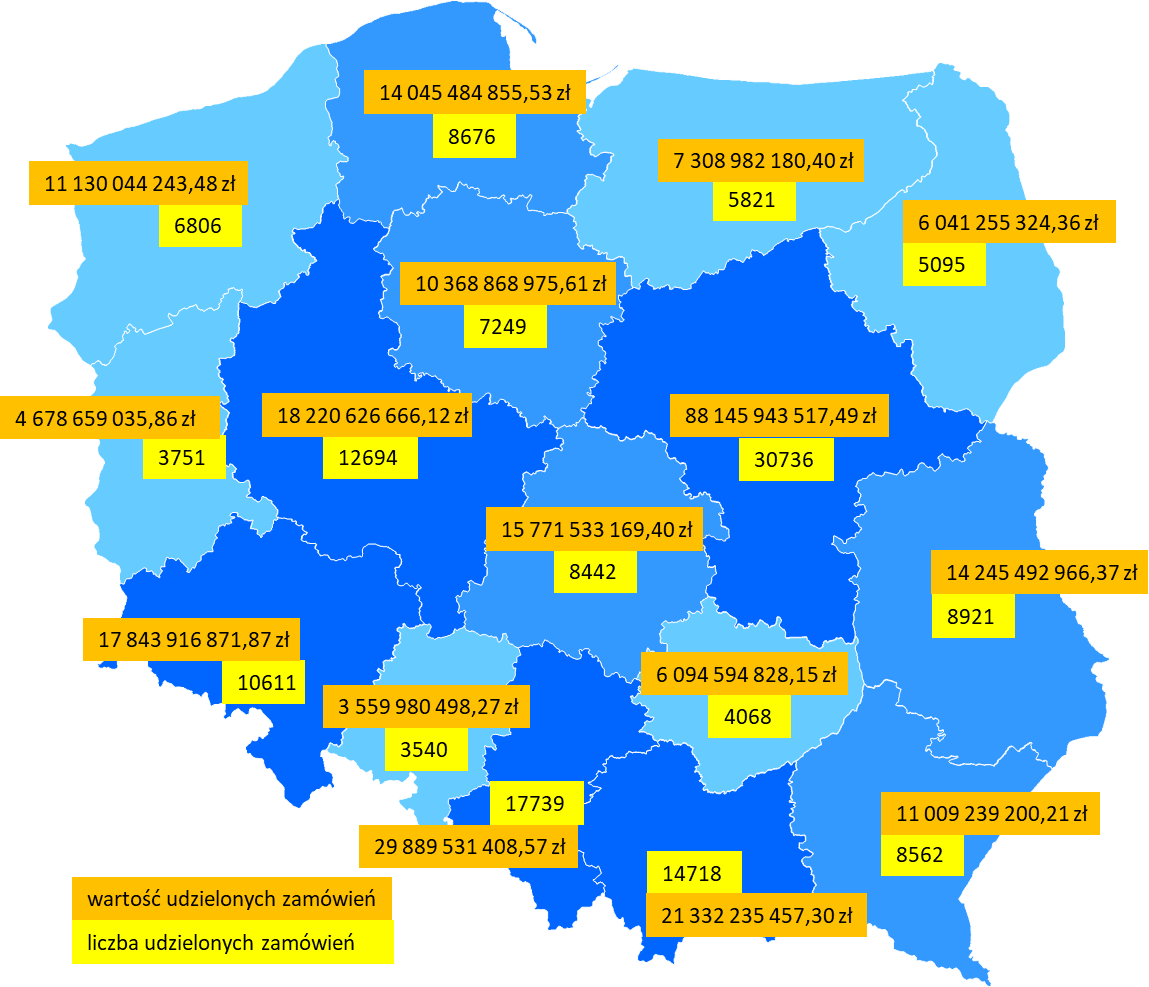 14 045 484 855,53 zł
8676
7 308 982 180,40 zł
5821
11 130 044 243,48 zł
6806
6 041 255 324,36 zł
5095
10 368 868 975,61 zł
7249
4 678 659 035,86 zł
3751
18 220 626 666,12 zł
12694
88 145 943 517,49 zł
30736
15 771 533 169,40 zł
8442
14 245 492 966,37 zł
8921
17 843 916 871,87 zł
10611
6 094 594 828,15 zł
4068
3 559 980 498,27 zł
3540
17739
29 889 531 408,57 zł
11 009 239 200,21 zł
8562
14718
21 332 235 457,30 zł
wartość udzielonych zamówień
liczba udzielonych zamówień